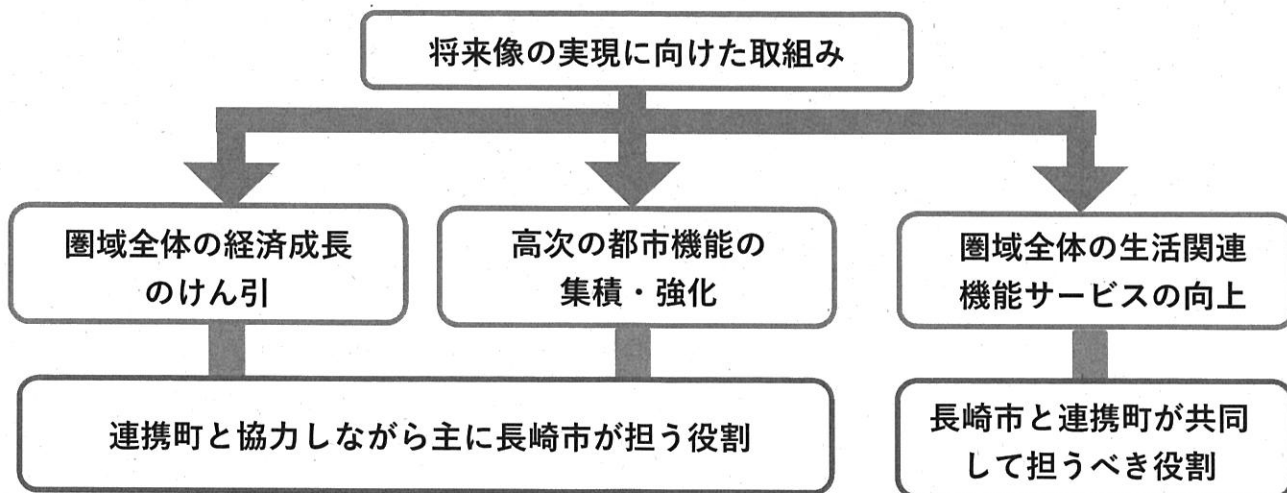 将来像の実現に向けた取組み
圏域全体の経済成長
のけん引
高次の都市機能の
集積・強化
圏域全体の生活関連
機能サービスの向上
連携町と協力しながら主に長崎市が担う役割
長崎市と連携町が共同
して担うべき役割